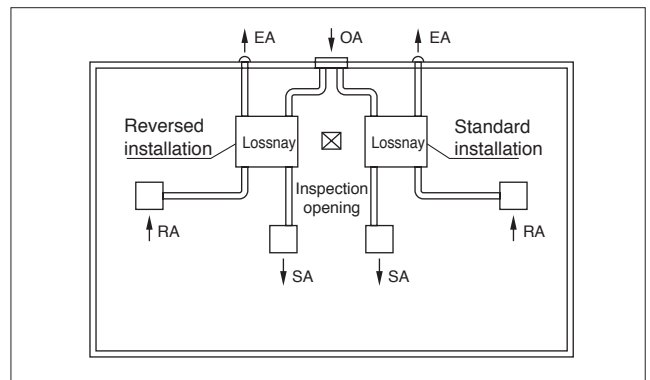 EA
OA
EA
Reversed
installation
Lossnay
Lossnay
Standard
installation
Inspection
opening
RA
RA
SA
SA